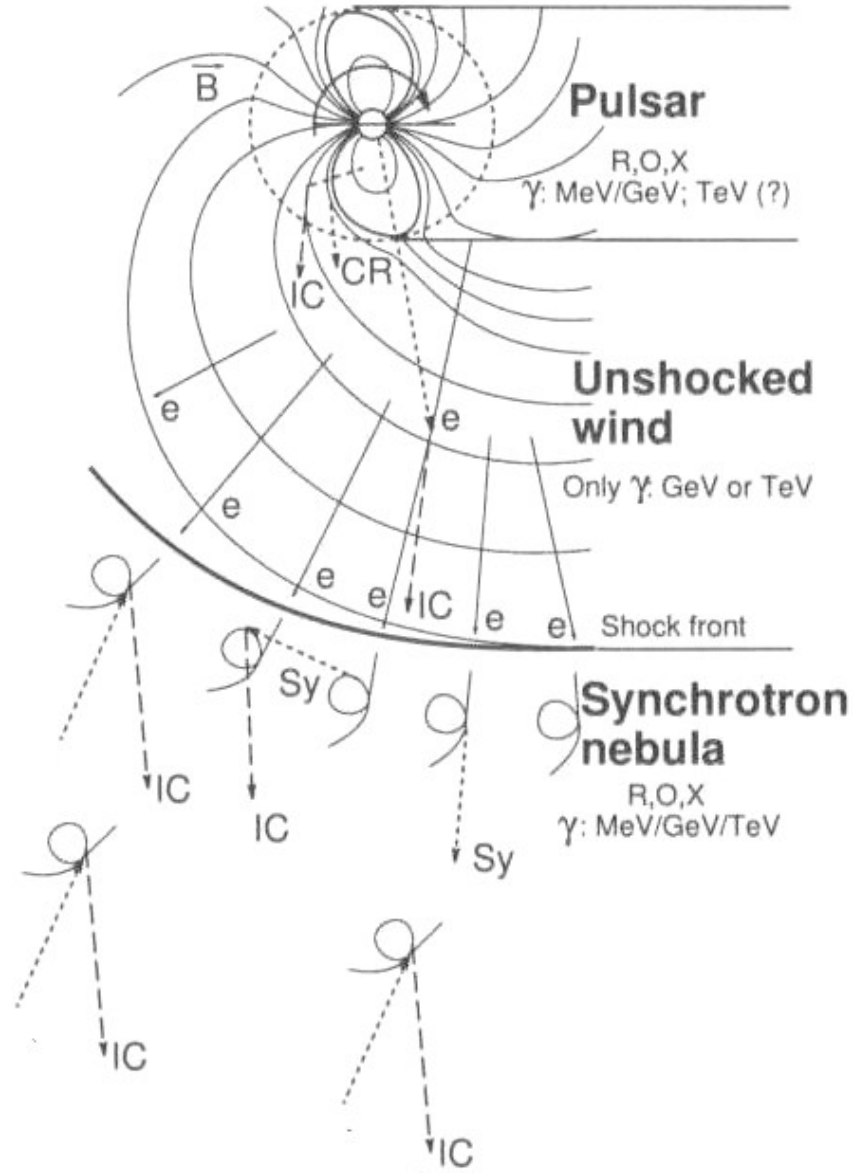 B
Pulsar
R,O,X
γ: MeV/GeV; TeV (?)
IC
CR
Unshocked
wind
Only γ: GeV or TeV
e
e
e
e
e
IC
e
e
Shock front
Sy
Synchrotron
nebula
R,O,X
γ: MeV/GeV/TeV
IC
IC
Sy
IC
IC